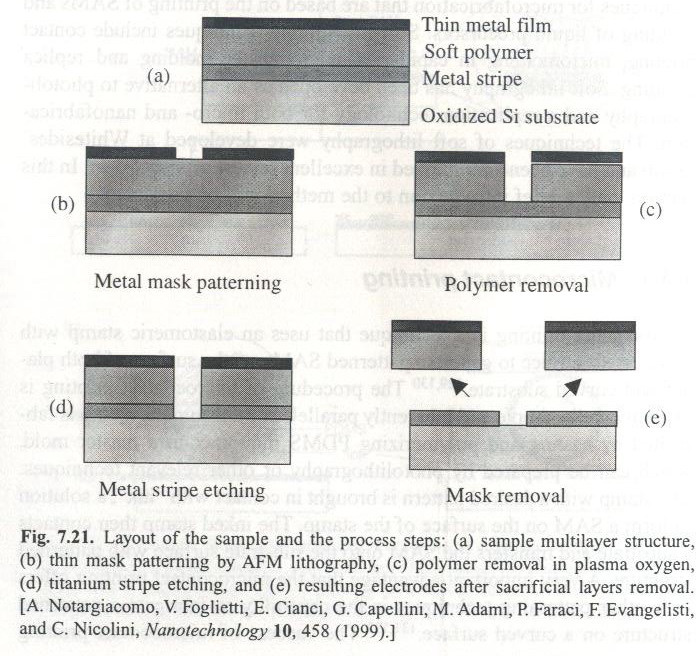 Thin metal film
Soft polymer
(a)
Metal stripe
Oxidized Si substrate
(b)
(c)
Metal mask patterning
Polymer removal
(d)
(e)
Metal stripe etching
Mask removal
Fig. 7.21. Layout of the sample and the process steps: (a) sample multilayer structure,
(b) thin mask patterning by AFM lithography, (c) polymer removal in plasma oxygen,
(d) titanium stripe etching, and (e) resulting electrodes after sacrificial layers removal.
[A. Notargiacomo, V. Foglietti, E. Cianci, G. Capellini, M. Adami, P. Faraci, F. Evangelisti,
and C. Nicolini, Nanotechnology 10, 458 (1999).]